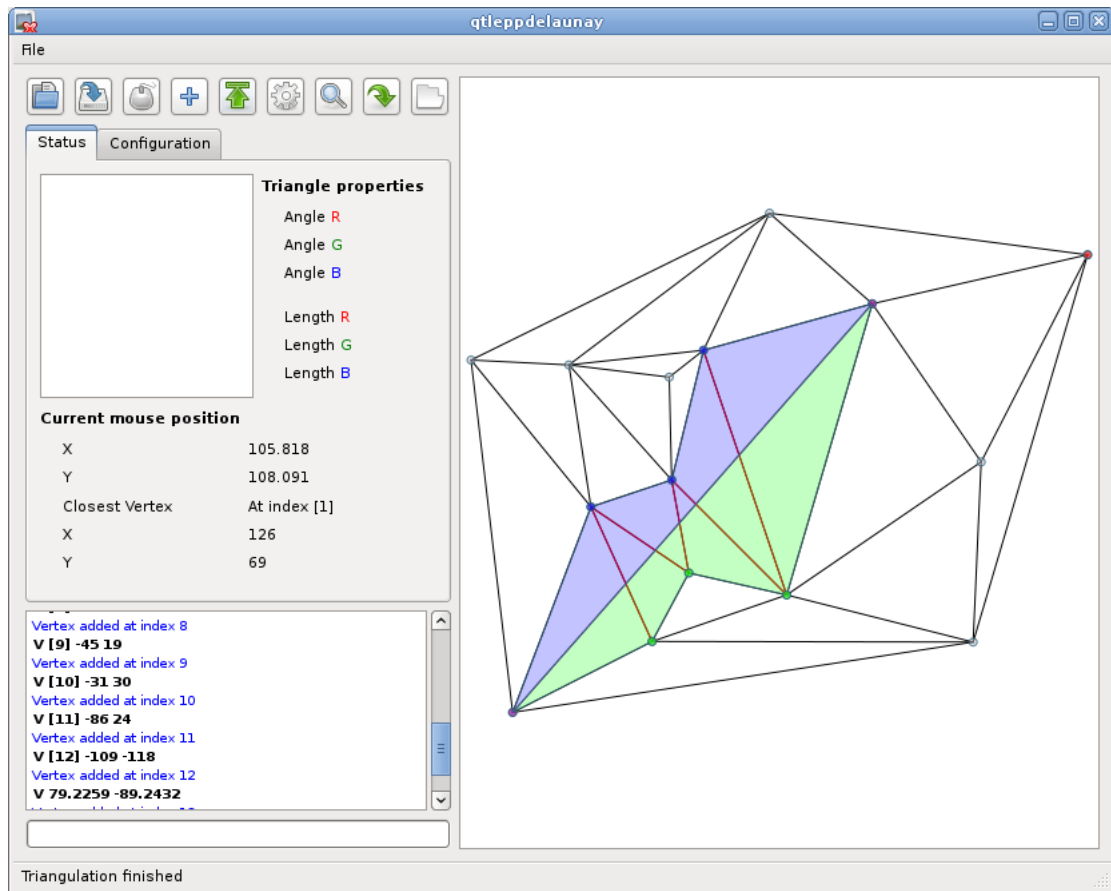 qtleppdelaunay
File
Status
Configuration
Triangle properties
Angle R
Angle G
Angle B
Length R
Length G
Length B
Current mouse position
X 105.818
Y 108.091
Closest Vertex At index [1]
X 126
Y 69
Vertex added at index 8
V [9] -45 19
Vertex added at index 9
V [10] -31 30
Vertex added at index 10
V [11] -86 24
Vertex added at index 11
V [12] -109 -118
Vertex added at index 12
V 79.2259 -89.2432
Triangulation finished